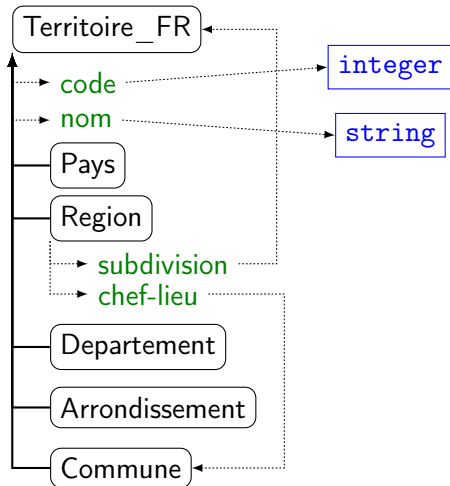 Territoire_FR
integer
code
nom
string
Pays
Region
subdivision
chef-lieu
Departement
Arrondissement
Commune